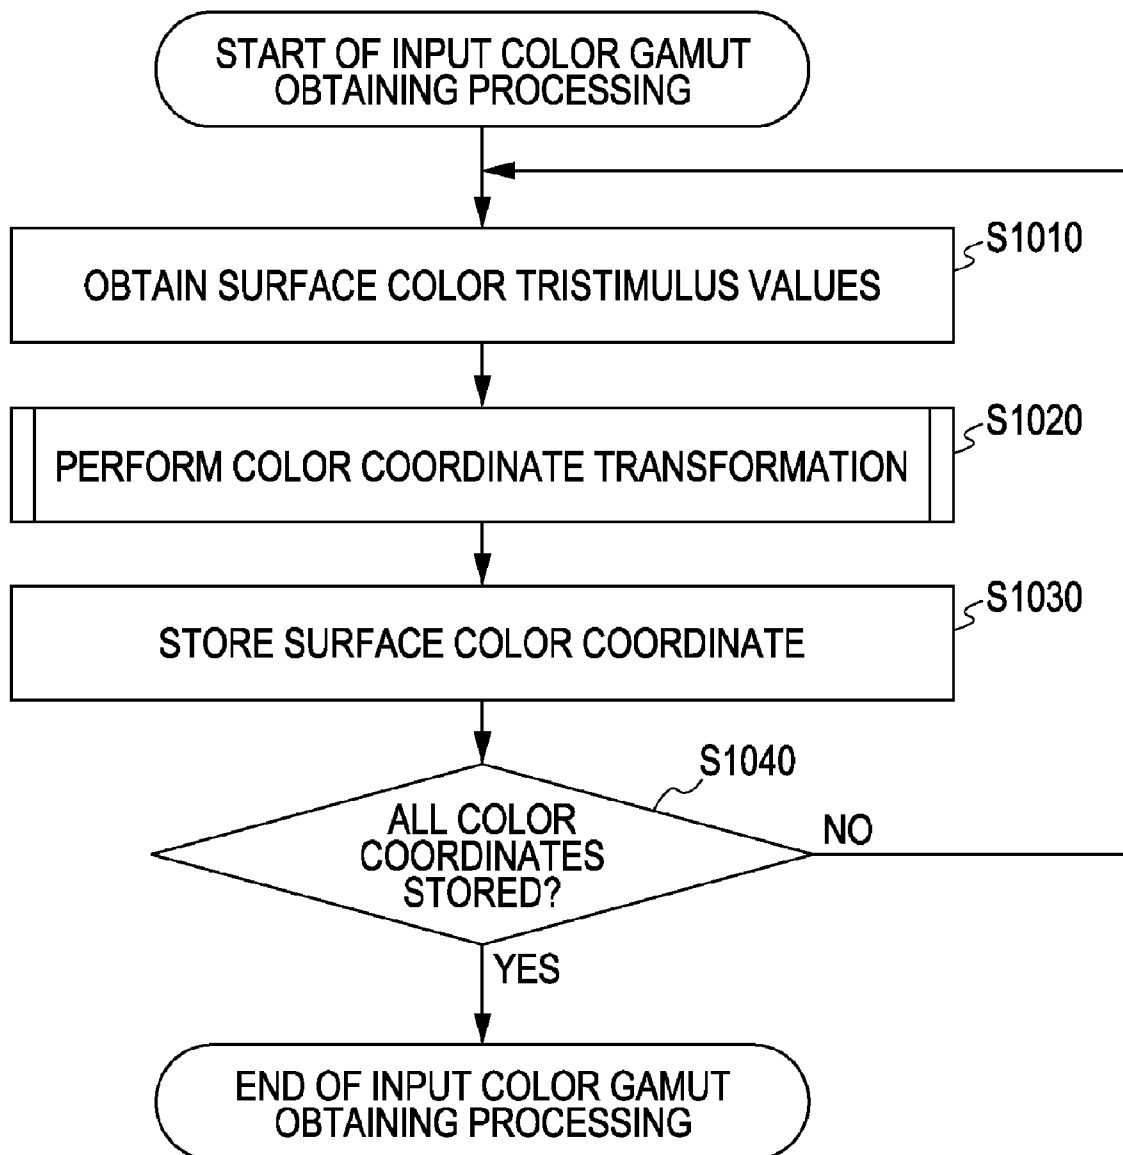 START OF INPUT COLOR GAMUT
OBTAINING PROCESSING
S1010
OBTAIN SURFACE COLOR TRISTIMULUS VALUES
S1020
PERFORM COLOR COORDINATE TRANSFORMATION
S1030
STORE SURFACE COLOR COORDINATE
S1040
ALL COLOR
COORDINATES
STORED?
NO
YES
END OF INPUT COLOR GAMUT
OBTAINING PROCESSING